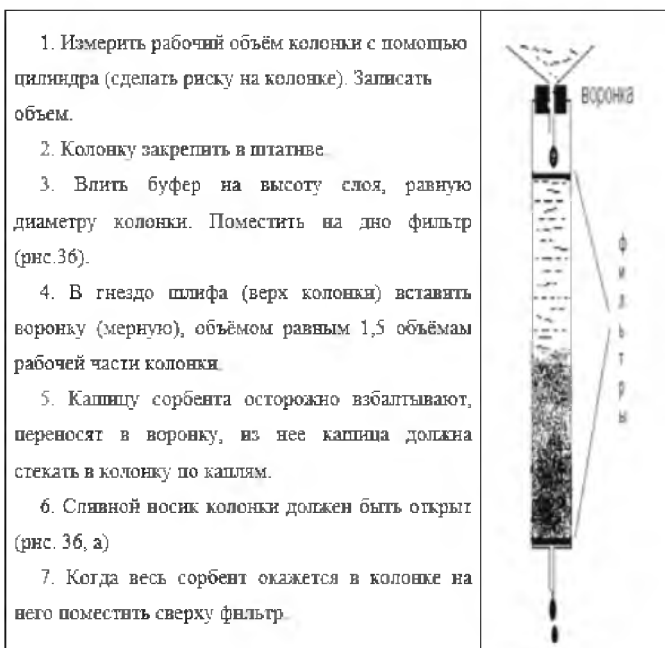 1. Измерить рабочий объём колонки с помощью
цилиндра (сделать риску на колонке). Записать
объем.
2. Колонку закрепить в штативе
3. Влить буфер на высоту слоя, равную
диаметру колонки. Поместить на дно фильтр
(рис.36).
4. В гнездо шлифа (верх колонки) вставить
воронку (мерную), объёмом равным 1,5 объёмам
рабочей части колонки.
5. Кашицу сорбента осторожно взбалтывают,
переносят в воронку, из нее кашица должна
стекать в колонку по каплям.
6. Сливной носик колонки должен быть открыт
(рис. 36, а)
7. Когда весь сорбент окажется в колонке на
него поместить сверху фильтр.
воронка
фильтры